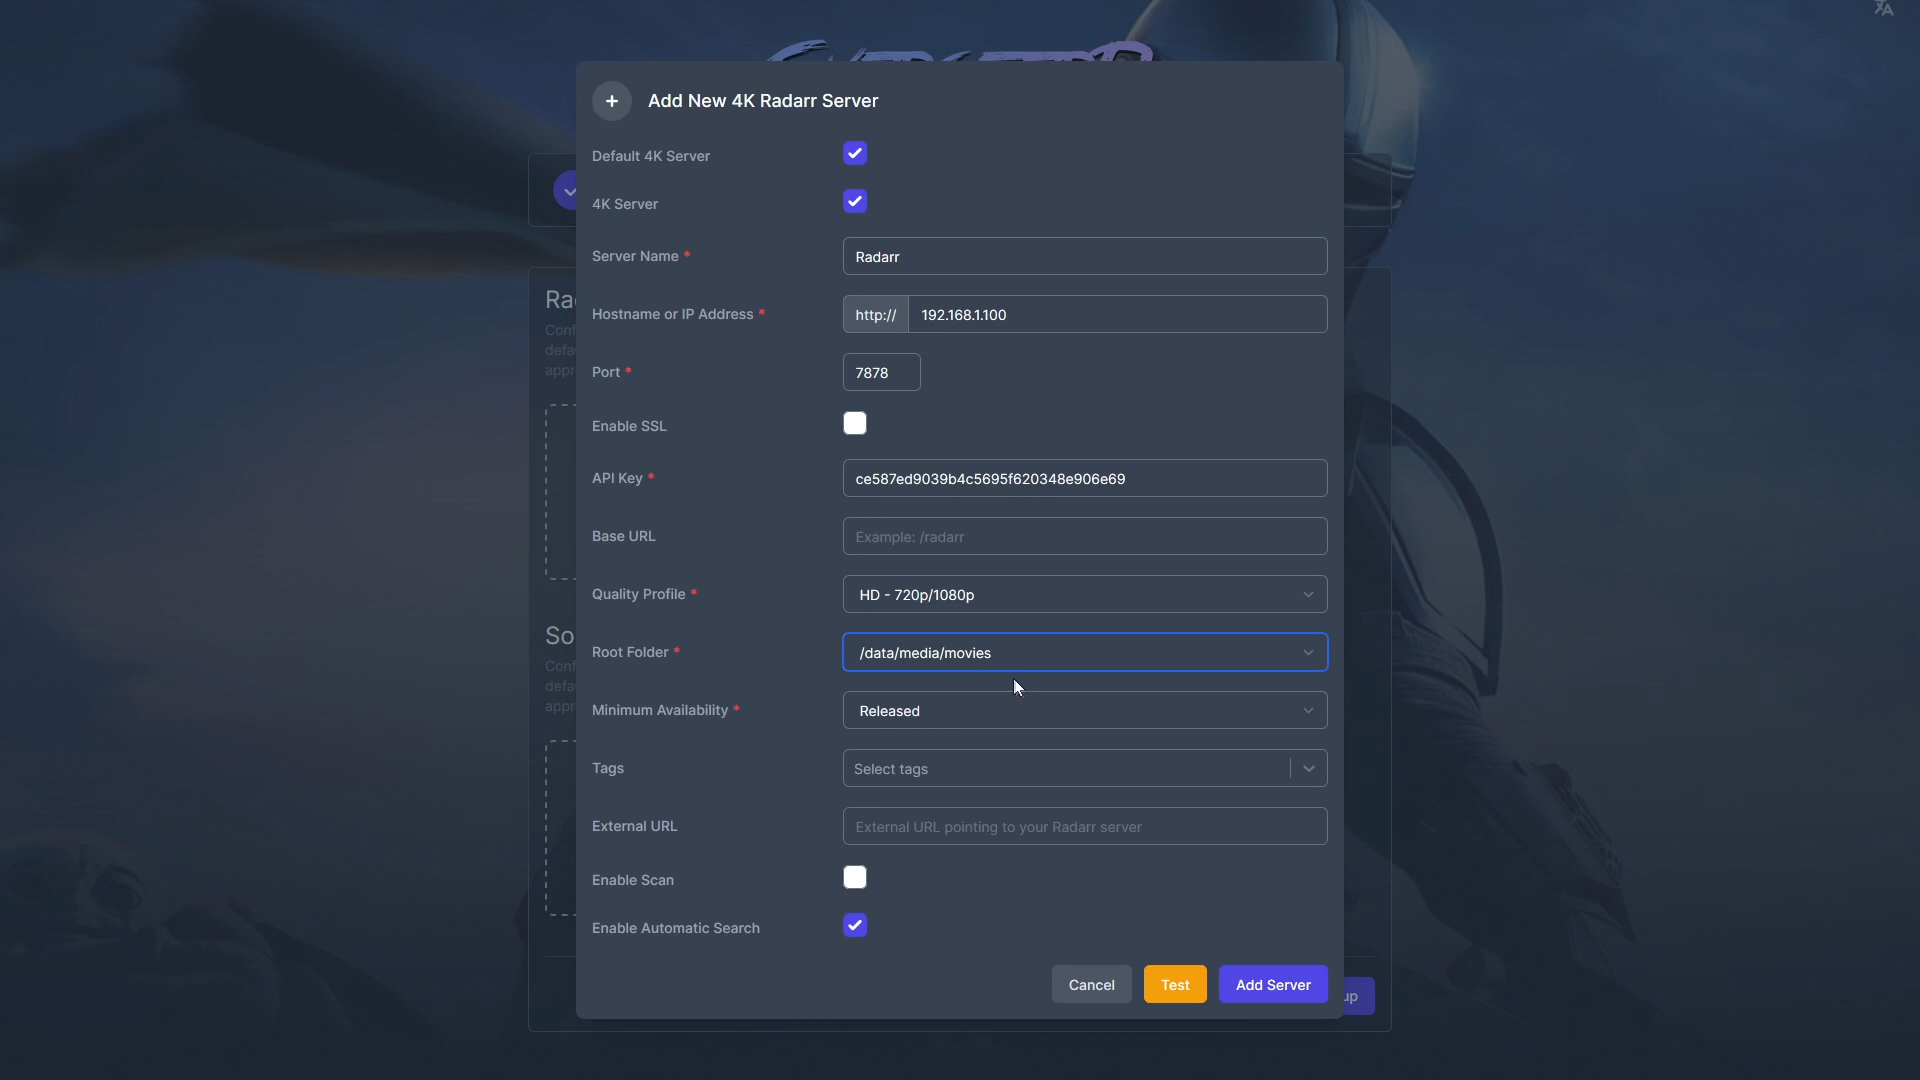 Add New 4K Radarr Server
Default 4K Server
4K Server
Server Name *
Radarr
Hostname or IP Address *
http://
192.168.1.100
Port *
7878
Enable SSL
API Key *
ce587ed9039b4c5695f620348e906e69
Base URL
Example: /radarr
Quality Profile *
HD - 720p/1080p
Root Folder *
/data/media/movies
Minimum Availability *
Released
Tags
Select tags
External URL
External URL pointing to your Radarr server
Enable Scan
Enable Automatic Search
Cancel
Test
Add Server